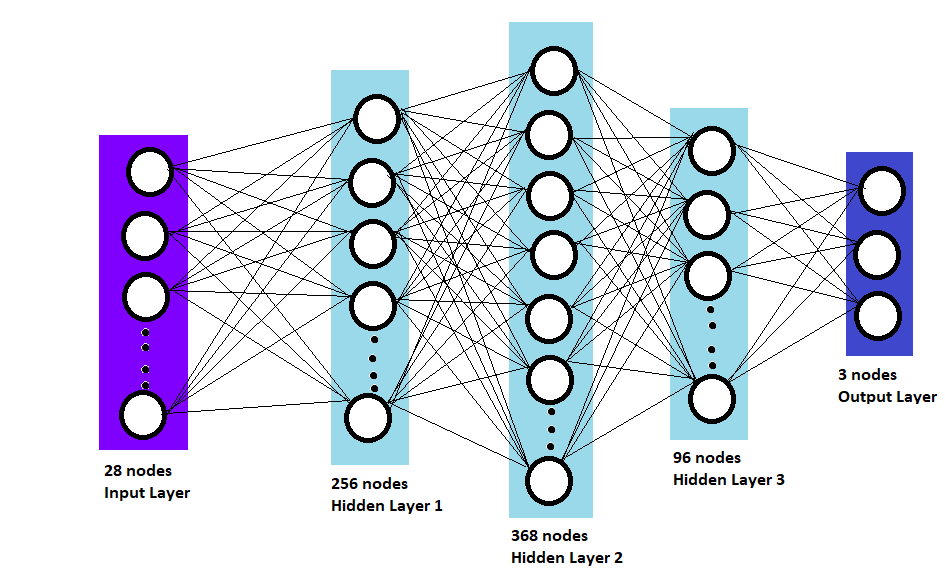 28 nodes
Input Layer
256 nodes
Hidden Layer 1
368 nodes
Hidden Layer 2
96 nodes
Hidden Layer 3
3 nodes
Output Layer